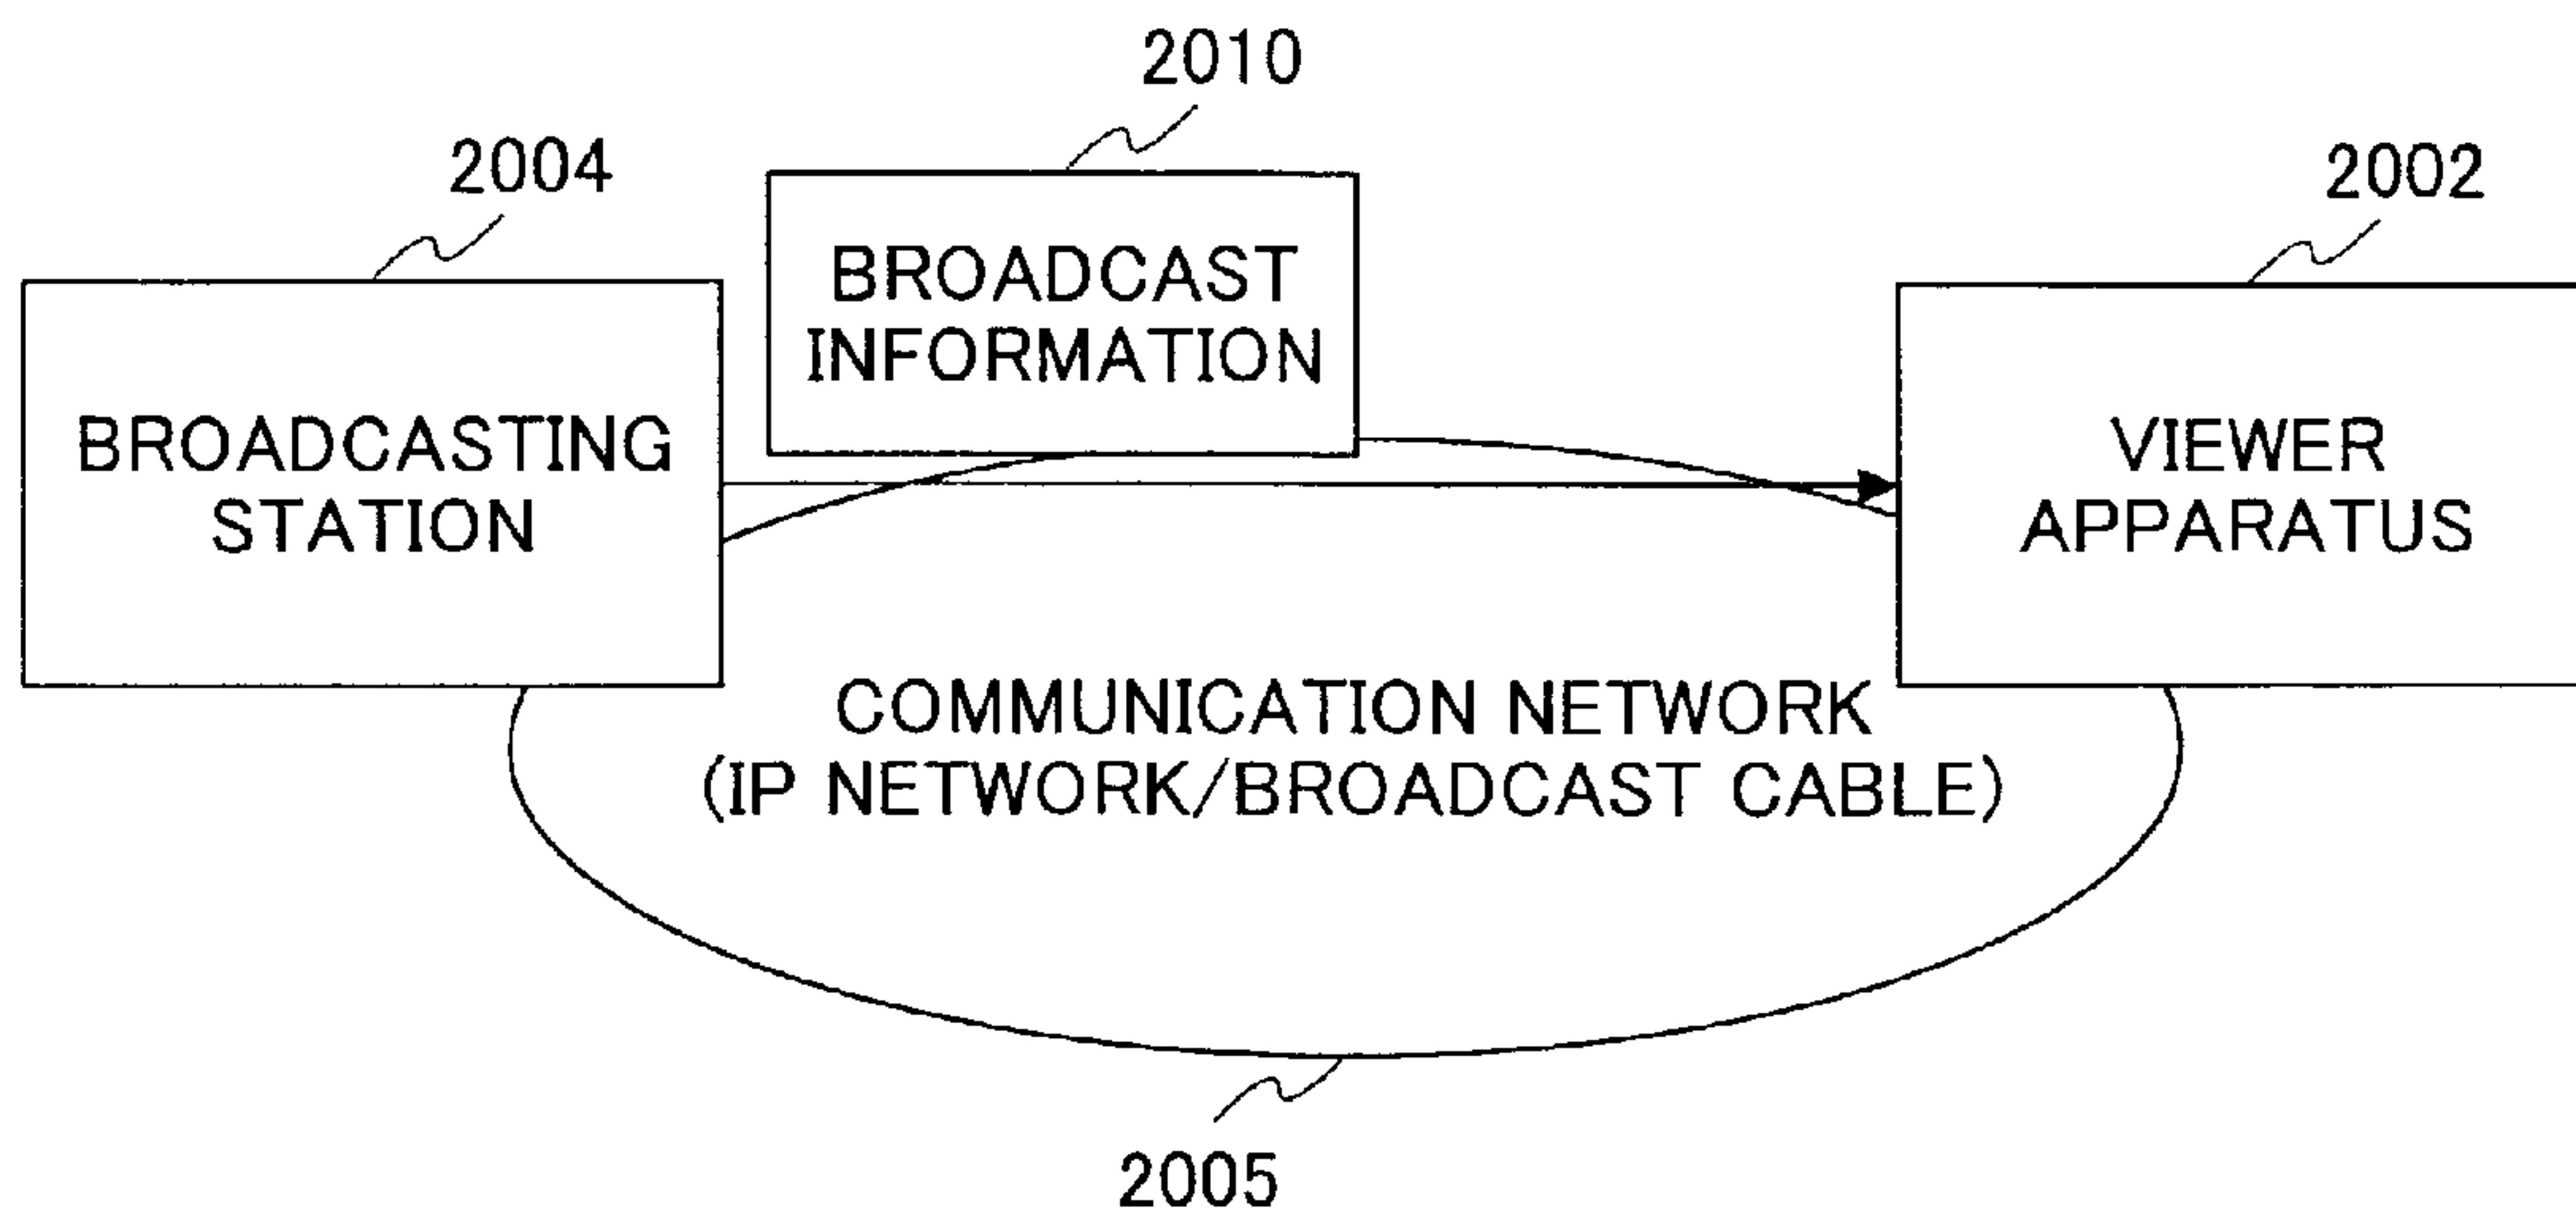 2010
2004
2002
BROADCAST
INFORMATION
BROADCASTING
STATION
VIEWER
APPARATUS
COMMUNICATION NETWORK
(IP NETWORK/BROADCAST CABLE)
2005